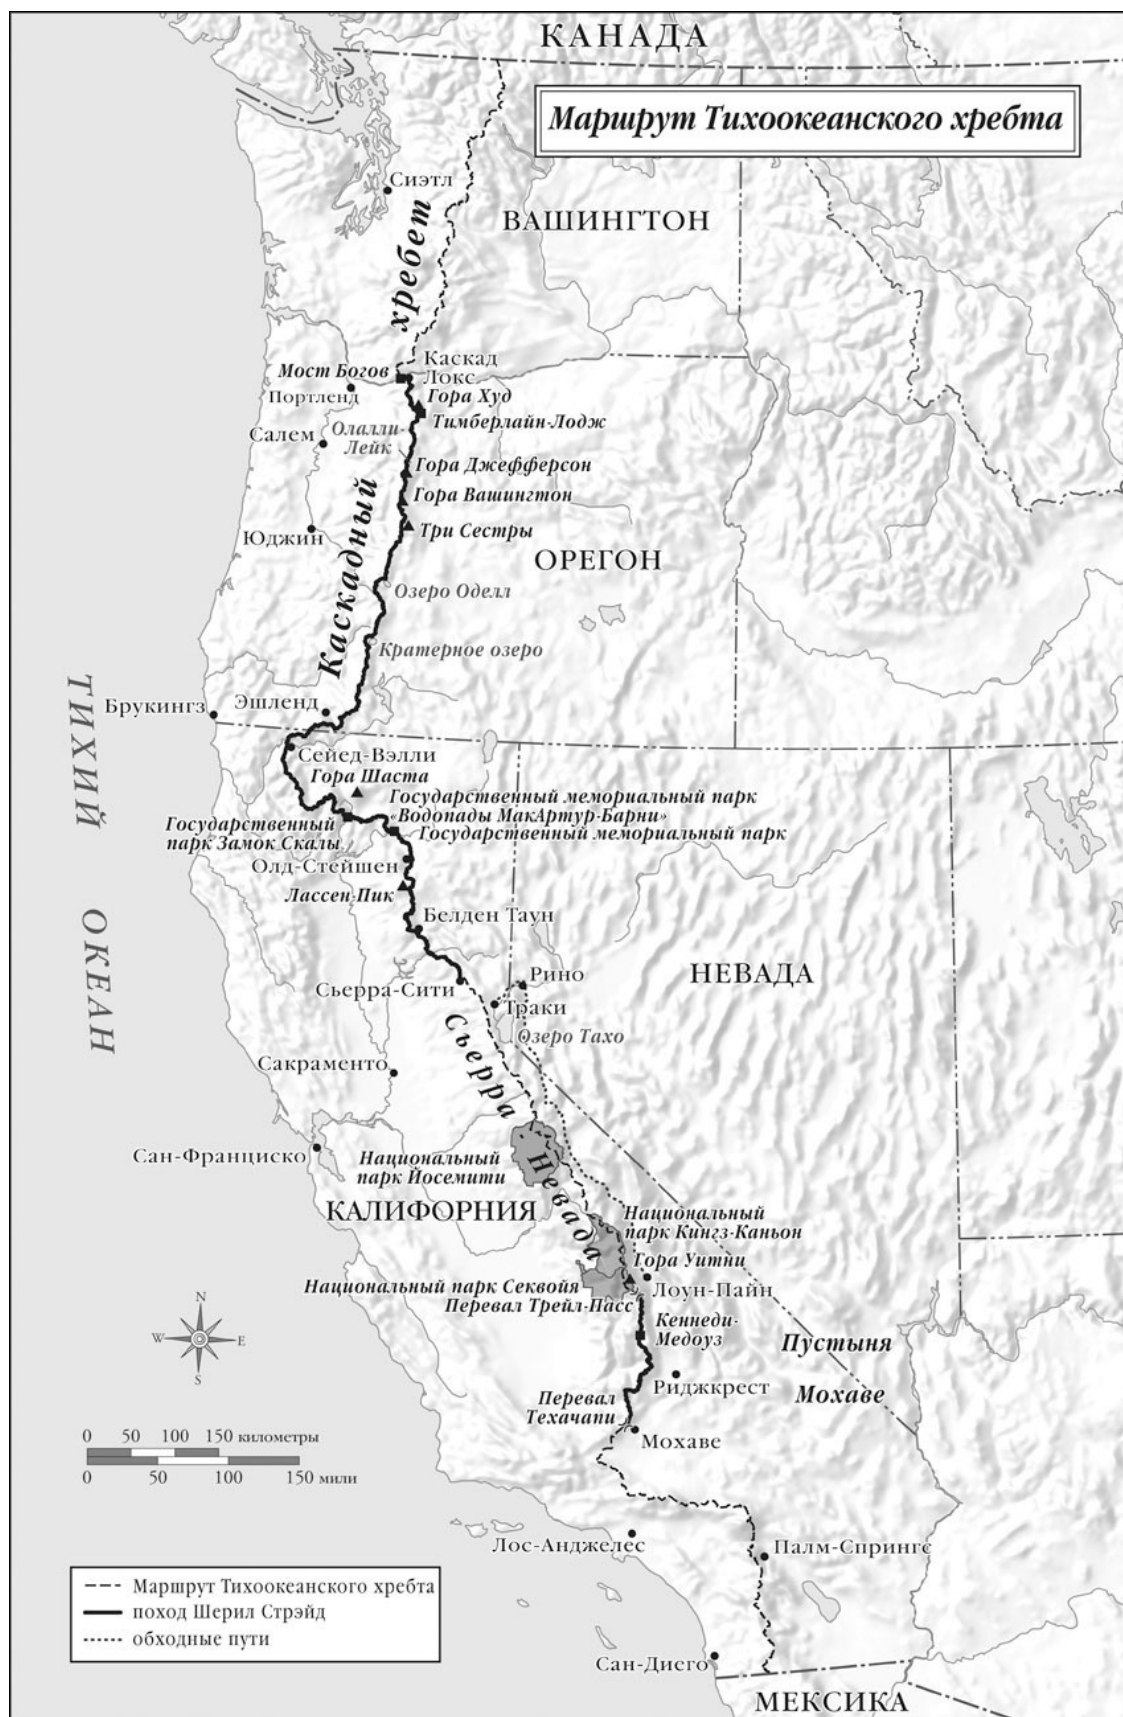 КАНАДА
Маршрут Тихоокеанского хребта
Сиэтл
ВАШИНГТОН
Каскадный хребет
Мост Богов
Каскад
Локс
Портленд
Гора Худ
Тимберлайн-Лодж
Салем
Олалли-
Лейк
Гора Джефферсон
Гора Вашингтон
Три Сестры
Юджин
ОРЕГОН
Озеро Оделл
Кратерное озеро
Брукингз
Эшленд
ТИХИЙ ОКЕАН
Сейед-Вэлли
Гора Шаста
Государственный мемориальный парк
«Водопады МакАртур-Барни»
Государственный
парк Замок Скалы
Государственный мемориальный парк
Олд-Стейшен
Лассен-Пик
Белден Таун
Сьерра-Сити
Рино
Траки
НЕВАДА
Озеро Тахо
Сьерра Невада
Сакраменто
Сан-Франциско
Национальный
парк Йосемити
КАЛИФОРНИЯ
Национальный
парк Кингз-Каньон
Гора Уитни
Национальный парк Секвойя
Лоун-Пайн
Перевал Трейл-Пасс
Кеннеди-
Медоуз
Пустыня
Мохаве
Риджкрест
Перевал
Техачапи
Мохаве
N
W
E
S
0 50 100 150 километры
0 50 100 150 мили
Лос-Анджелес
Палм-Спрингс
Маршрут Тихоокеанского хребта
поход Шерил Стрэйд
обходные пути
Сан-Диего
МЕКСИКА